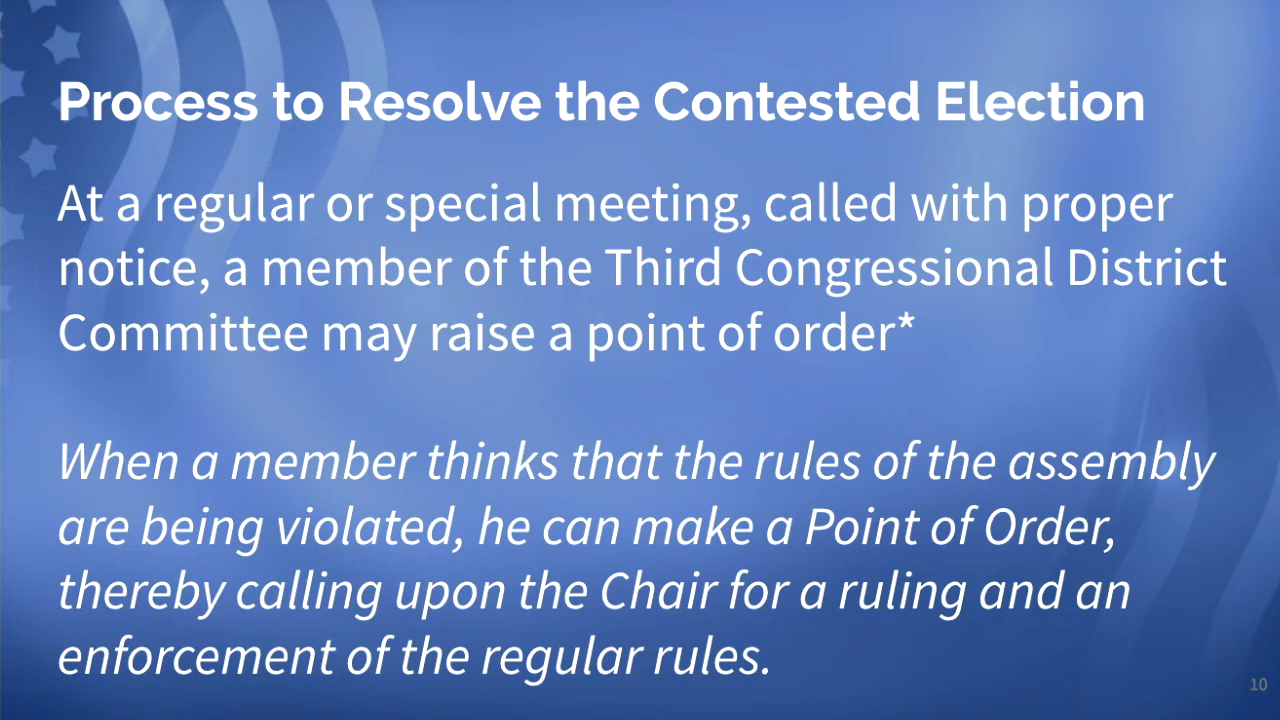 Process to Resolve the Contested Election
At a regular or special meeting, called with proper
notice, a member of the Third Congressional District
Committee may raise a point of order*
When a member thinks that the rules of the assembly
are being violated, he can make a Point of Order,
thereby calling upon the Chair for a ruling and an
enforcement of the regular rules.
10